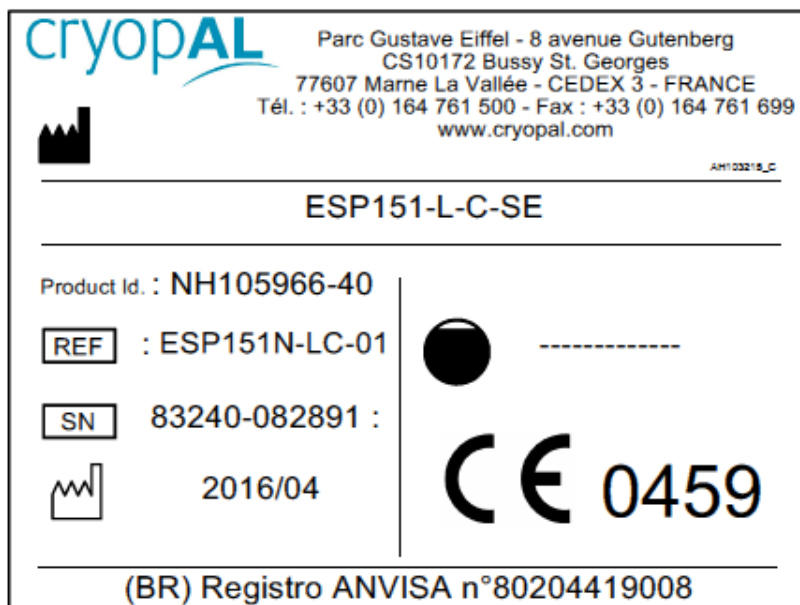 cryopAL
Parc Gustave Eiffel - 8 avenue Gutenberg
CS10172 Bussy St. Georges
77607 Marne La Vallée - CEDEX 3 - FRANCE
Tél. : +33 (0) 164 761 500 - Fax : +33 (0) 164 761 699
www.cryopal.com
AH103218_C
ESP151-L-C-SE
Product Id. : NH105966-40
REF : ESP151N-LC-01
SN 83240-082891 :
2016/04
-------------
CE 0459
(BR) Registro ANVISA n°80204419008